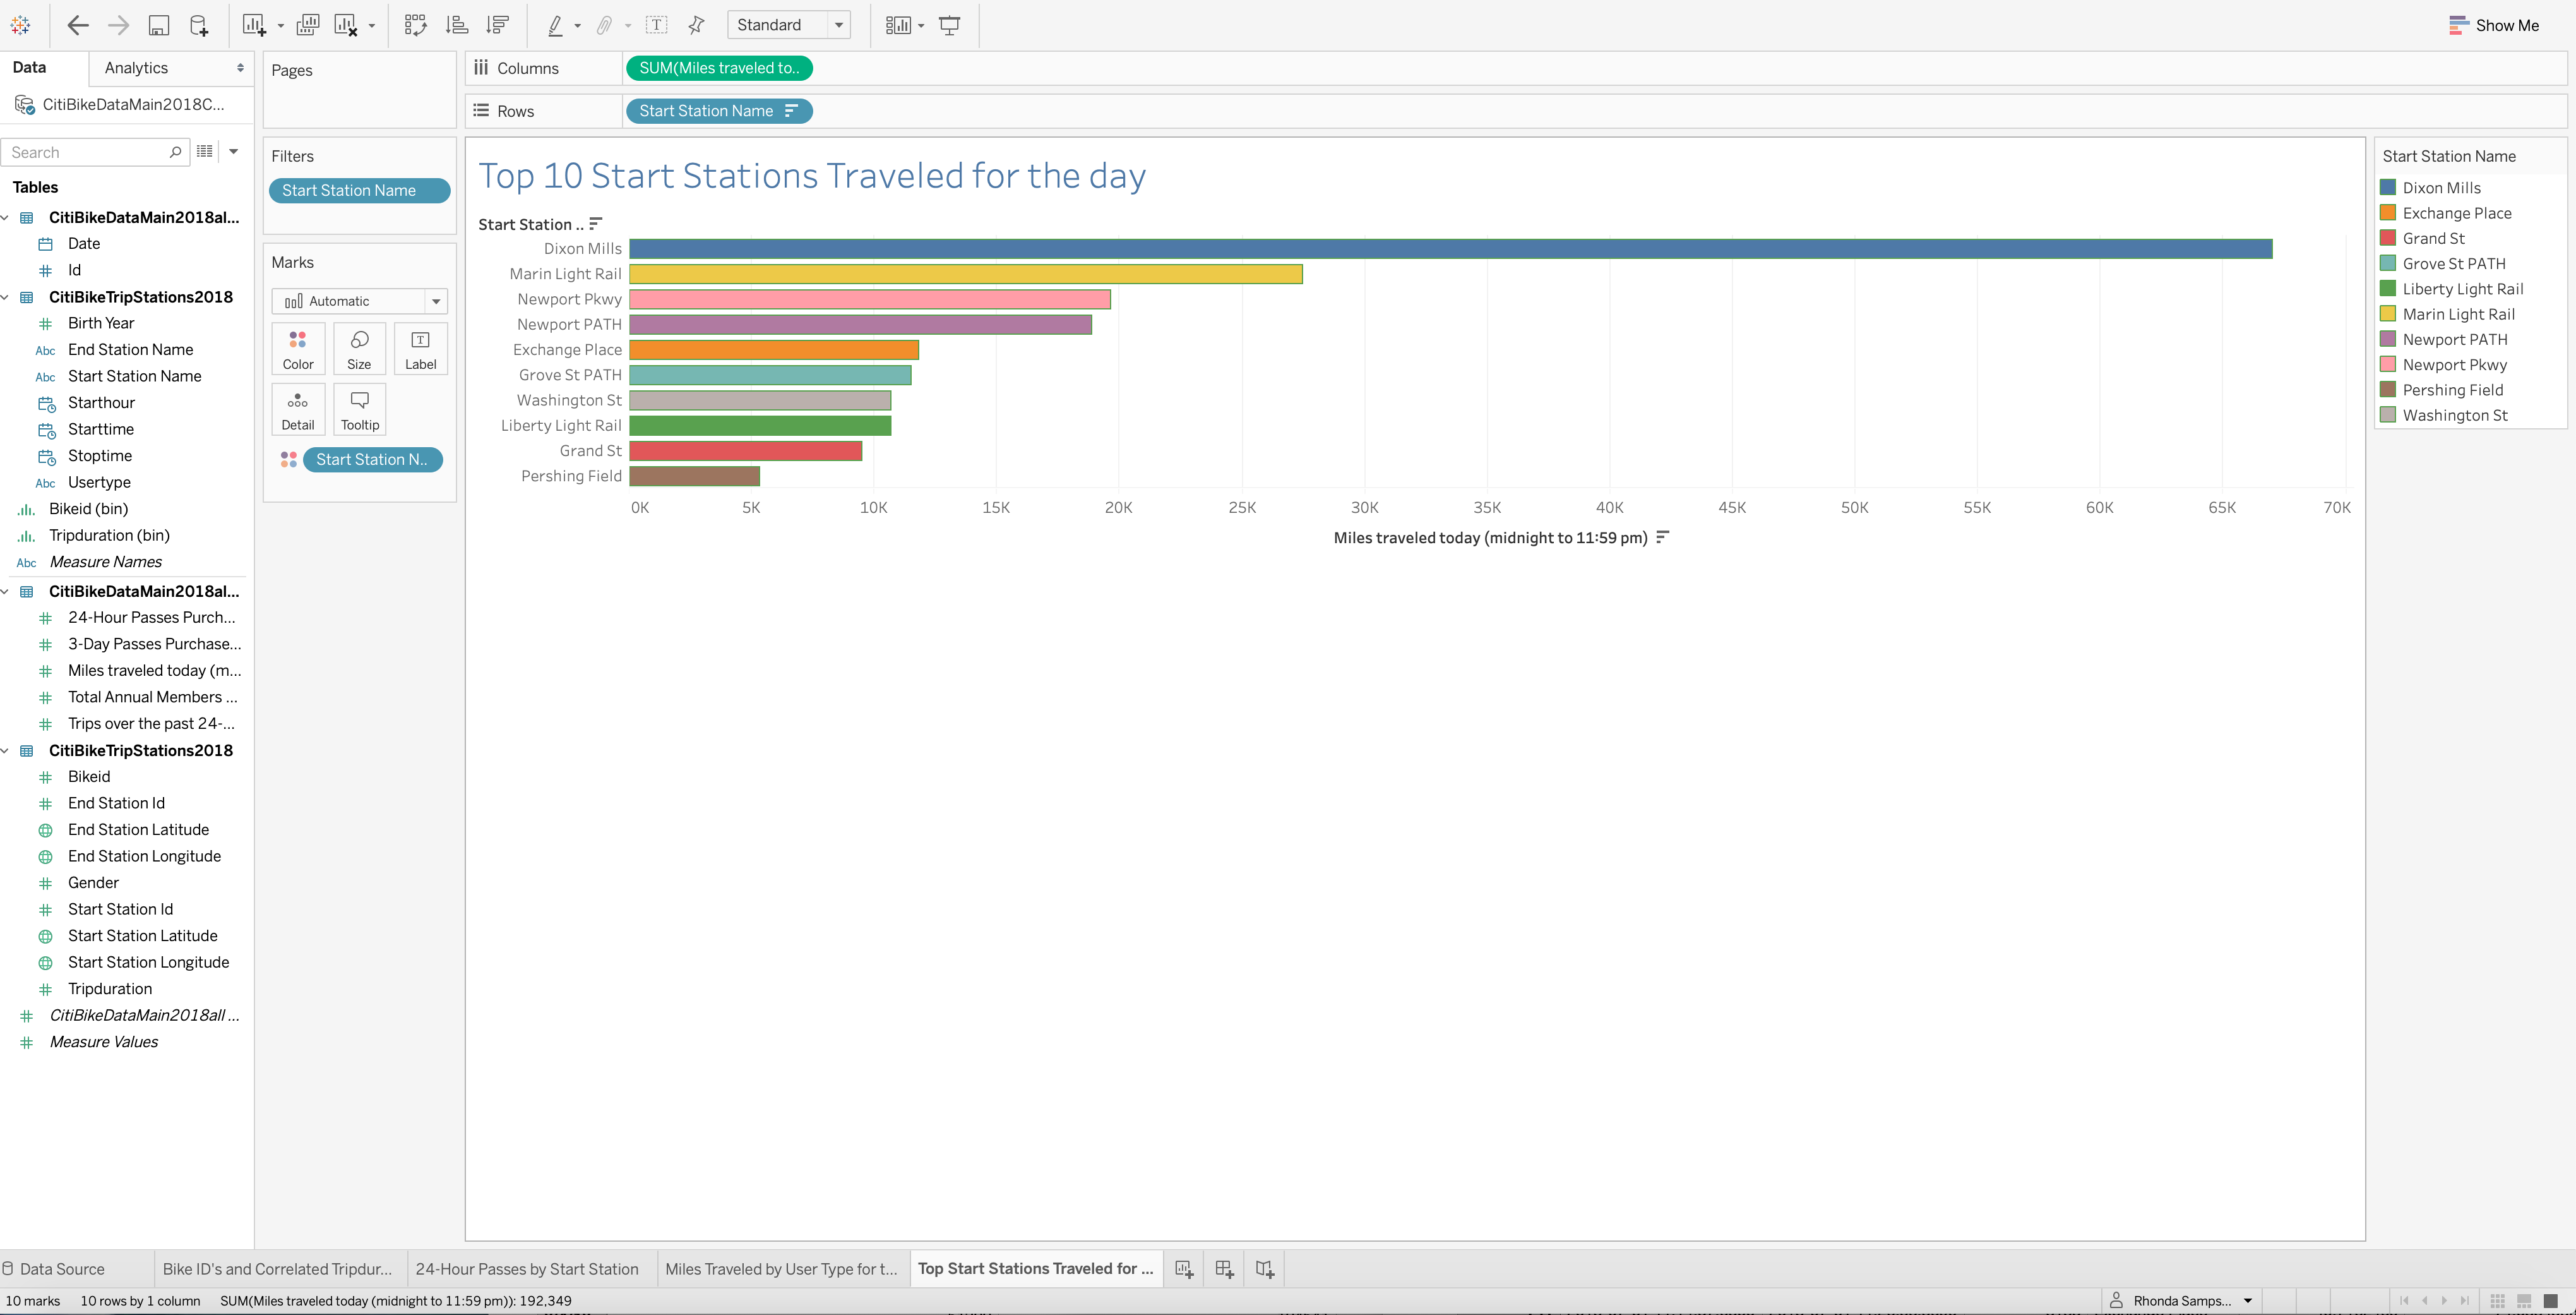 Standard
Show Me
Data
Analytics
CitiBikeDataMain2018C...
Search
Tables
CitiBikeDataMain2018al...
Date
Id
CitiBikeTripStations2018
Birth Year
Abc End Station Name
Abc Start Station Name
Starthour
Starttime
Stoptime
Abc Usertype
Bikeid (bin)
Tripduration (bin)
Abc Measure Names
CitiBikeDataMain2018al...
24-Hour Passes Purch...
3-Day Passes Purchase...
Miles traveled today (m...
Total Annual Members ...
Trips over the past 24-...
CitiBikeTripStations2018
Bikeid
End Station Id
End Station Latitude
End Station Longitude
Gender
Start Station Id
Start Station Latitude
Start Station Longitude
Tripduration
CitiBikeDataMain2018all ...
Measure Values
Pages
Filters
Start Station Name
Marks
Automatic
Color Size Label
Detail Tooltip
Start Station N..
Columns SUM(Miles traveled to..
Rows Start Station Name
Top 10 Start Stations Traveled for the day
Start Station ..
Dixon Mills
Marin Light Rail
Newport Pkwy
Newport PATH
Exchange Place
Grove St PATH
Washington St
Liberty Light Rail
Grand St
Pershing Field
0K 5K 10K 15K 20K 25K 30K 35K 40K 45K 50K 55K 60K 65K 70K
Miles traveled today (midnight to 11:59 pm)
Start Station Name
Dixon Mills
Exchange Place
Grand St
Grove St PATH
Liberty Light Rail
Marin Light Rail
Newport PATH
Newport Pkwy
Pershing Field
Washington St
Data Source Bike ID's and Correlated Tripdur... 24-Hour Passes by Start Station Miles Traveled by User Type for t... Top Start Stations Traveled for ...
10 marks 10 rows by 1 column SUM(Miles traveled today (midnight to 11:59 pm)): 192,349 Rhonda Samps...